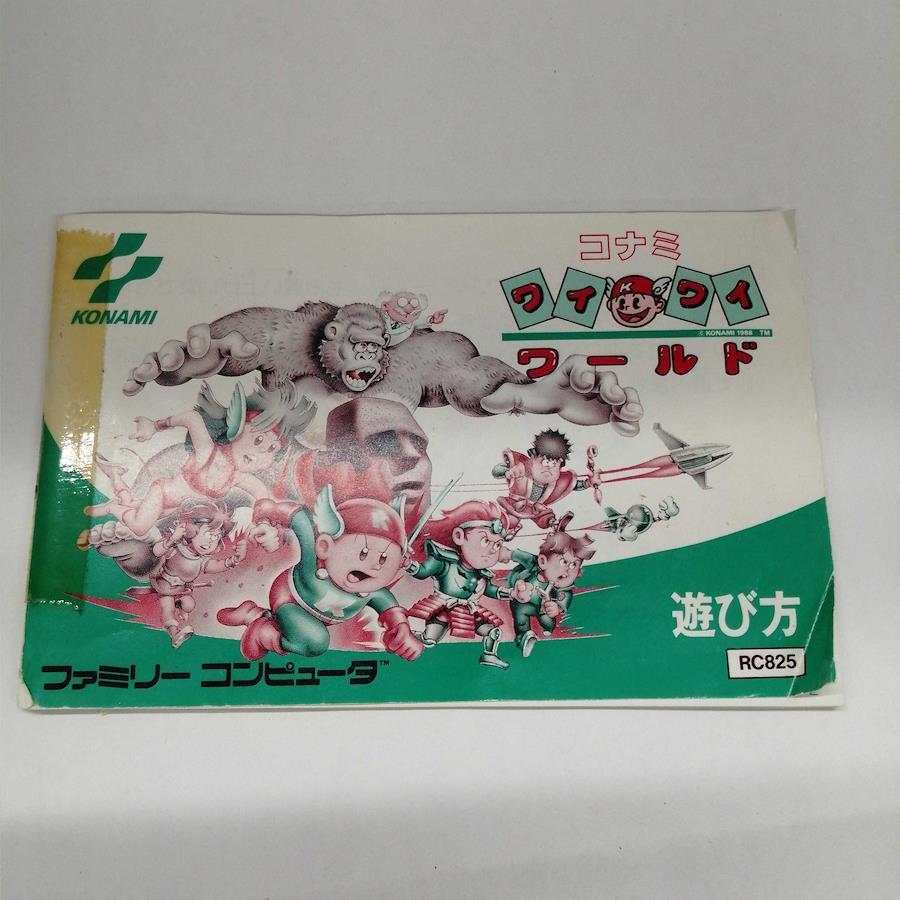 KONAMI
コナミ
ワイ
K
ワイ
© KONAMI 1988 TM
ワールド
遊び方
RC825
ファミリー コンピュータ™